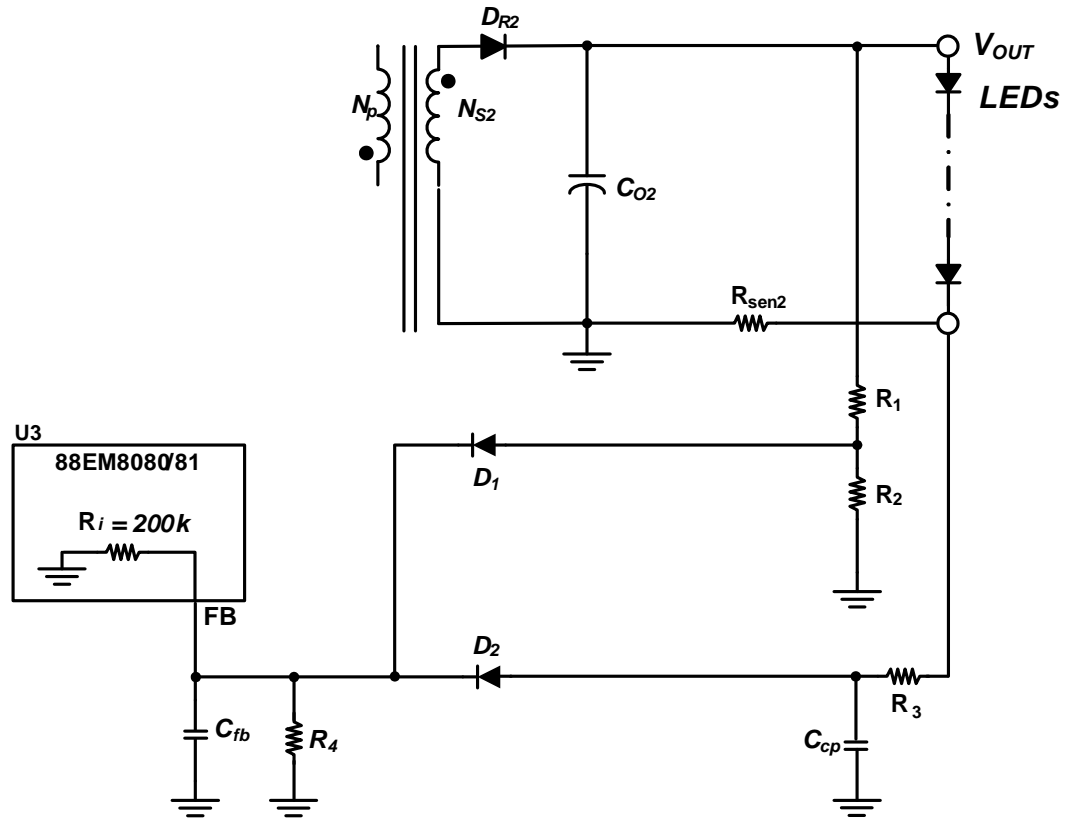 D_R2
V_OUT
LEDs
N_p
N_S2
C_O2
R_sen2
R_1
U3
88EM8080/81
D_1
R_2
R_i = 200k
FB
D_2
R_3
C_fb
R_4
C_cp